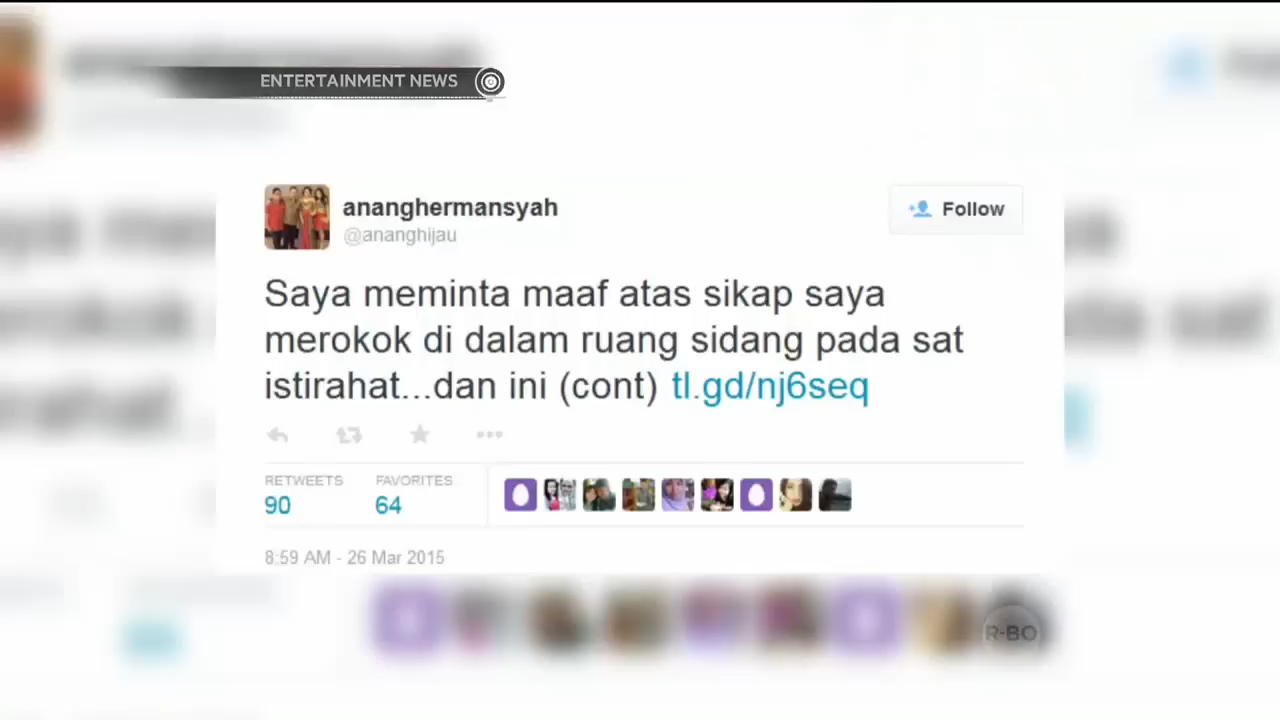 ENTERTAINMENT NEWS
ananghermansyah
@ananghijau
Follow
Saya meminta maaf atas sikap saya
merokok di dalam ruang sidang pada sat
istirahat...dan ini (cont) tl.gd/nj6seq
RETWEETS
FAVORITES
90
64
8:59 AM - 26 Mar 2015
R-BO